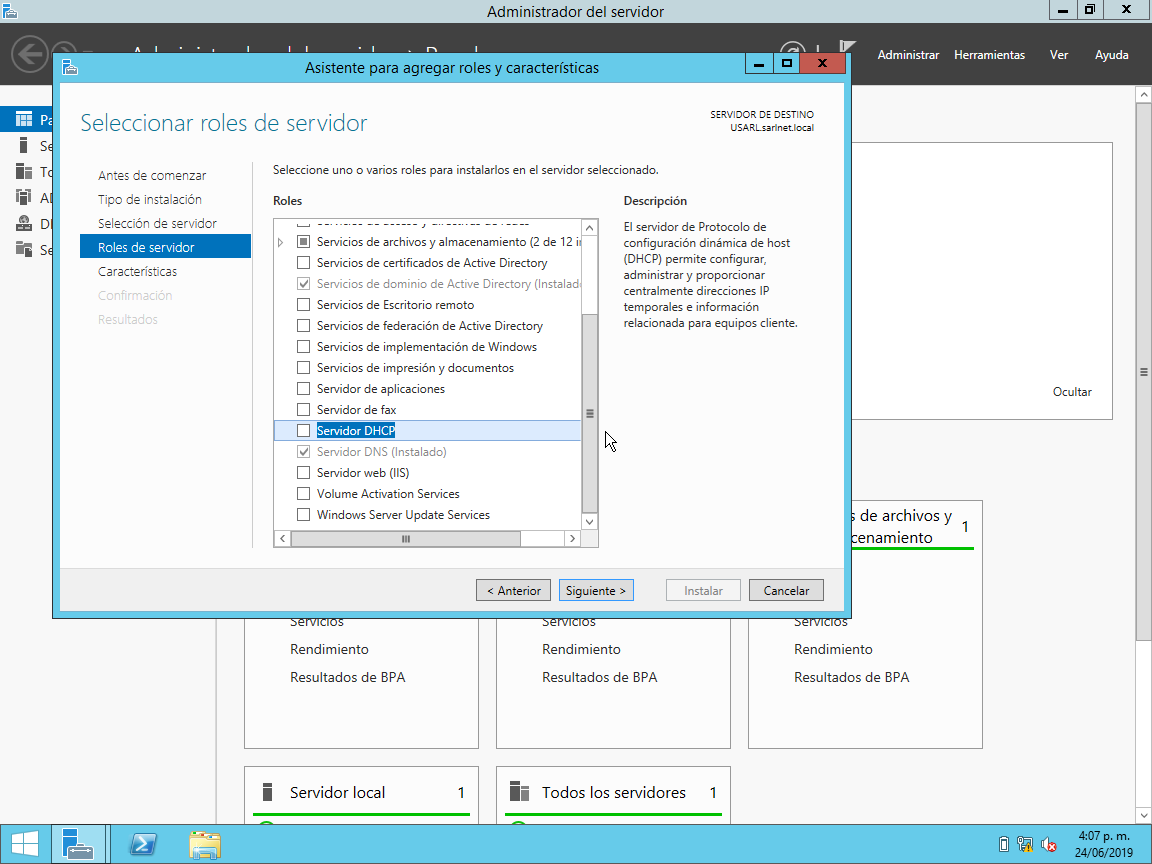 Administrador del servidor
Administrar Herramientas Ver Ayuda
Asistente para agregar roles y características
Seleccionar roles de servidor
SERVIDOR DE DESTINO
USARL.sarlnet.local
Antes de comenzar
Tipo de instalación
Selección de servidor
Roles de servidor
Características
Confirmación
Resultados
Seleccione uno o varios roles para instalarlos en el servidor seleccionado.
Roles
Servicios de archivos y almacenamiento (2 de 12 in
Servicios de certificados de Active Directory
Servicios de dominio de Active Directory (Instalado
Servicios de Escritorio remoto
Servicios de federación de Active Directory
Servicios de implementación de Windows
Servicios de impresión y documentos
Servidor de aplicaciones
Servidor de fax
Servidor DHCP
Servidor DNS (Instalado)
Servidor web (IIS)
Volume Activation Services
Windows Server Update Services
Descripción
El servidor de Protocolo de
configuración dinámica de host
(DHCP) permite configurar,
administrar y proporcionar
centralmente direcciones IP
temporales e información
relacionada para equipos cliente.
< Anterior
Siguiente >
Instalar
Cancelar
Ocultar
s de archivos y
cenamiento
1
Servicios
Rendimiento
Resultados de BPA
Servicios
Rendimiento
Resultados de BPA
Servicios
Rendimiento
Resultados de BPA
Servidor local 1
Todos los servidores 1
4:07 p. m.
24/06/2019